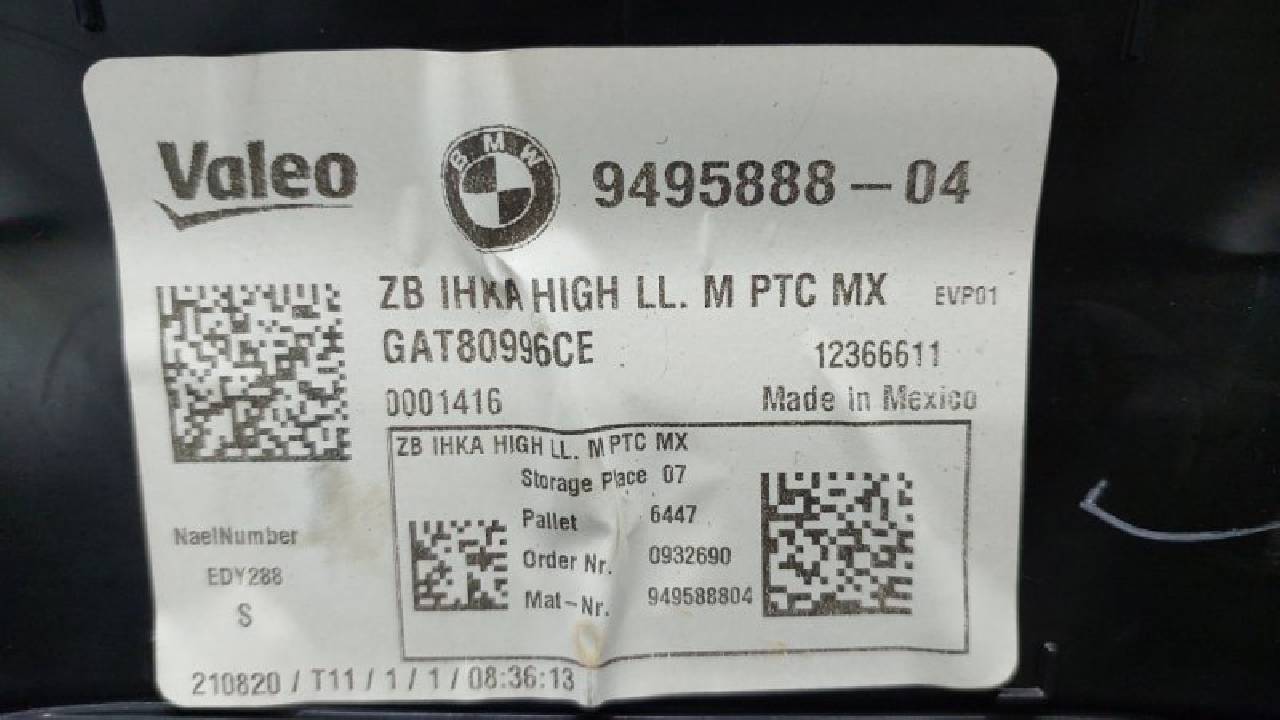 Valeo BMW 9495888-04
ZB IHKA HIGH LL. M PTC MX EVP01
GAT80996CE 12366611
0001416 Made in Mexico
ZB IHKA HIGH LL. M PTC MX
Storage Place 07
Pallet 6447
Order Nr. 0932690
Mat-Nr. 949588804
NaelNumber
EDY288
S
210820 / T11 / 1 / 1 / 08:36:13